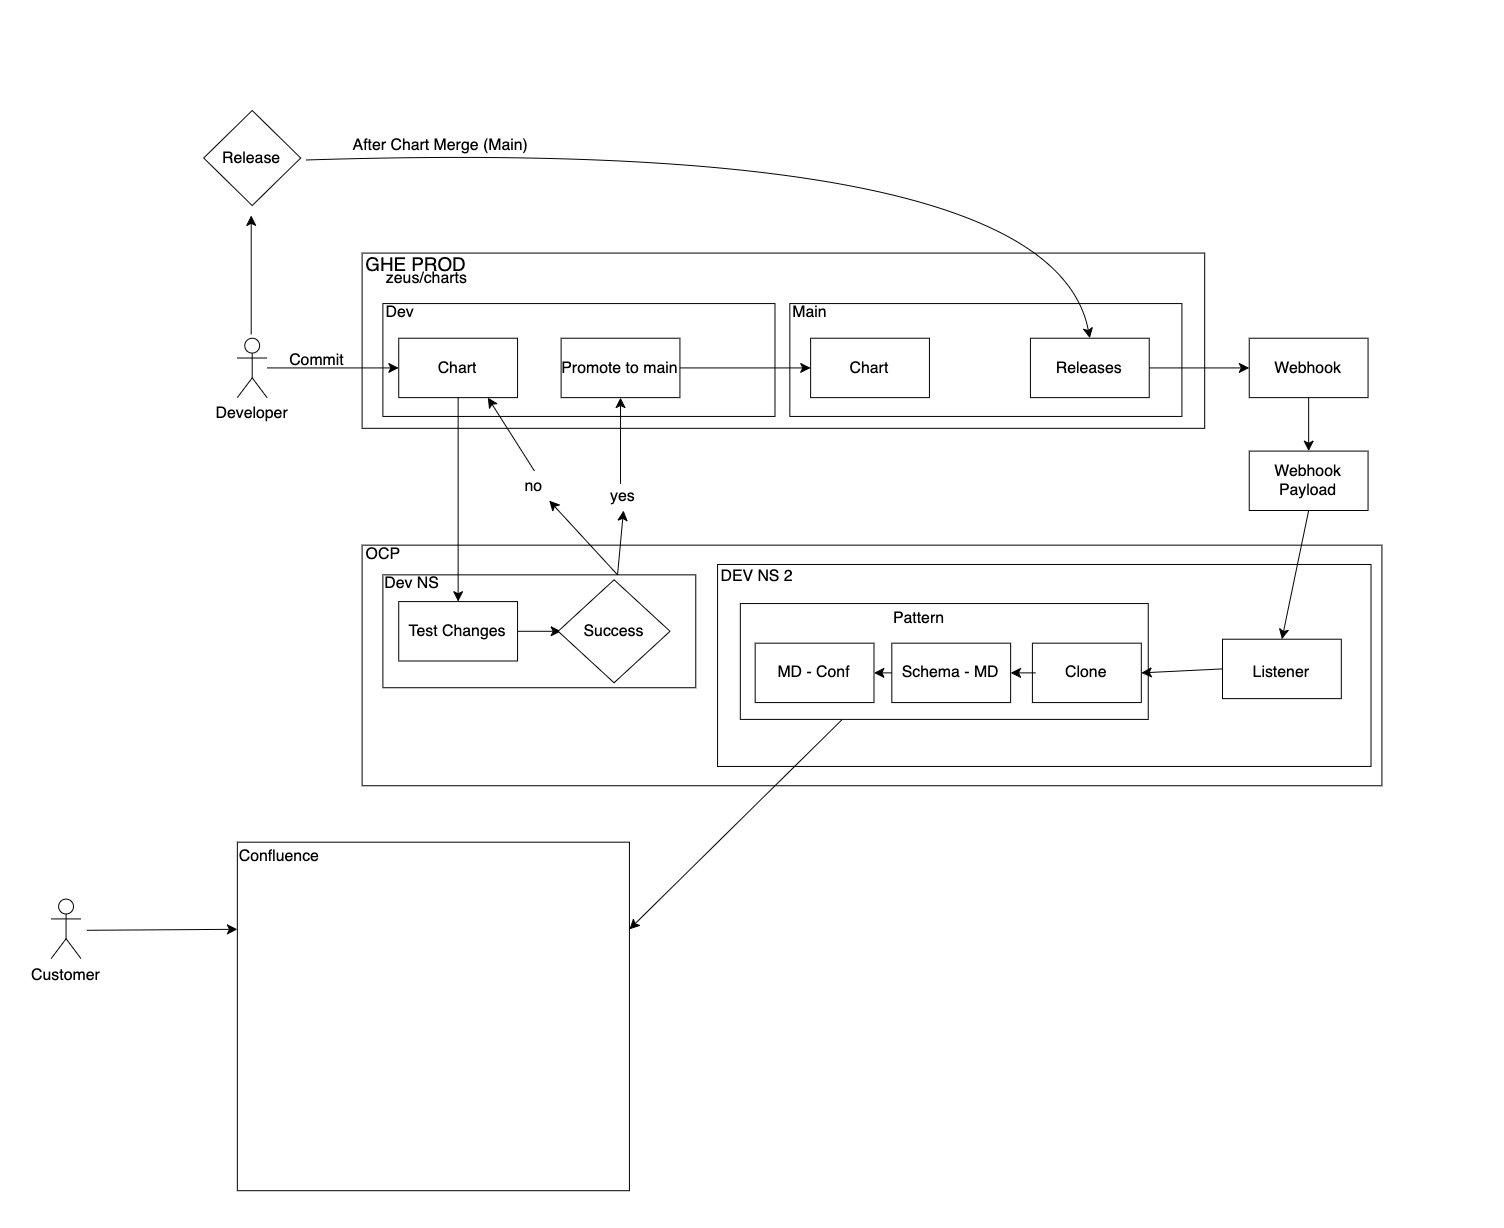 After Chart Merge (Main)
Release
GHE PROD
zeus/charts
Dev
Main
Commit
Chart
Promote to main
Chart
Releases
Webhook
Developer
Webhook
Payload
no
yes
OCP
Dev NS
DEV NS 2
Pattern
Test Changes
Success
MD - Conf
Schema - MD
Clone
Listener
Confluence
Customer